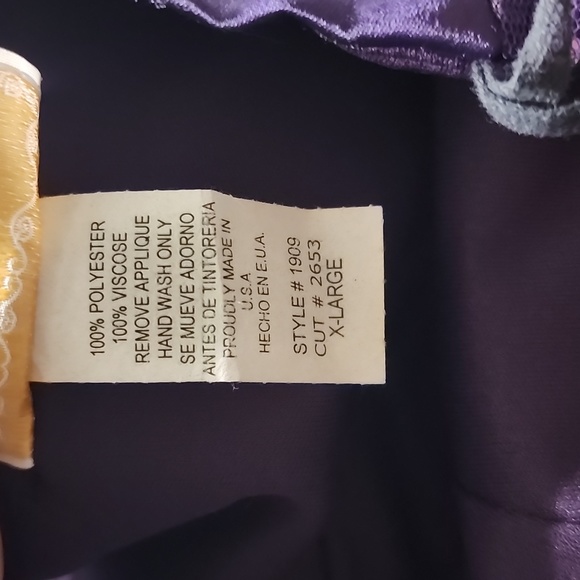 100% POLYESTER
100% VISCOSE
REMOVE APPLIQUE
HAND WASH ONLY
SE MUEVE ADORNO
ANTES DE TINTORERIA
PROUDLY MADE IN
U.S.A
HECHO EN E.U.A.
STYLE # 1909
CUT # 2653
X-LARGE